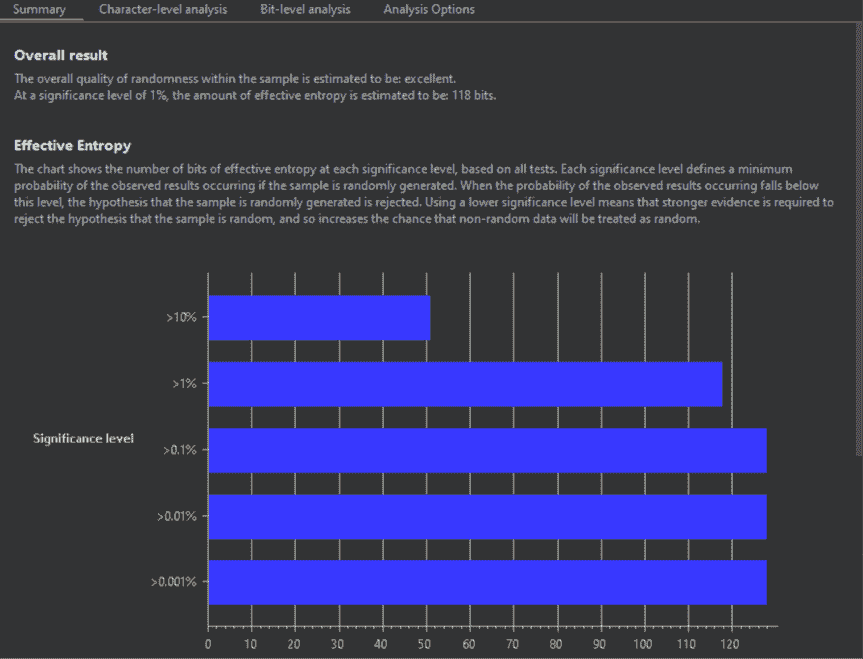 Summary Character-level analysis Bit-level analysis Analysis Options
Overall result
The overall quality of randomness within the sample is estimated to be: excellent.
At a significance level of 1%, the amount of effective entropy is estimated to be: 118 bits.
Effective Entropy
The chart shows the number of bits of effective entropy at each significance level, based on all tests. Each significance level defines a minimum
probability of the observed results occurring if the sample is randomly generated. When the probability of the observed results occurring falls below
this level, the hypothesis that the sample is randomly generated is rejected. Using a lower significance level means that stronger evidence is required to
reject the hypothesis that the sample is random, and so increases the chance that non-random data will be treated as random.
>10%
>1%
Significance level
>0.1%
>0.01%
>0.001%
0 10 20 30 40 50 60 70 80 90 100 110 120